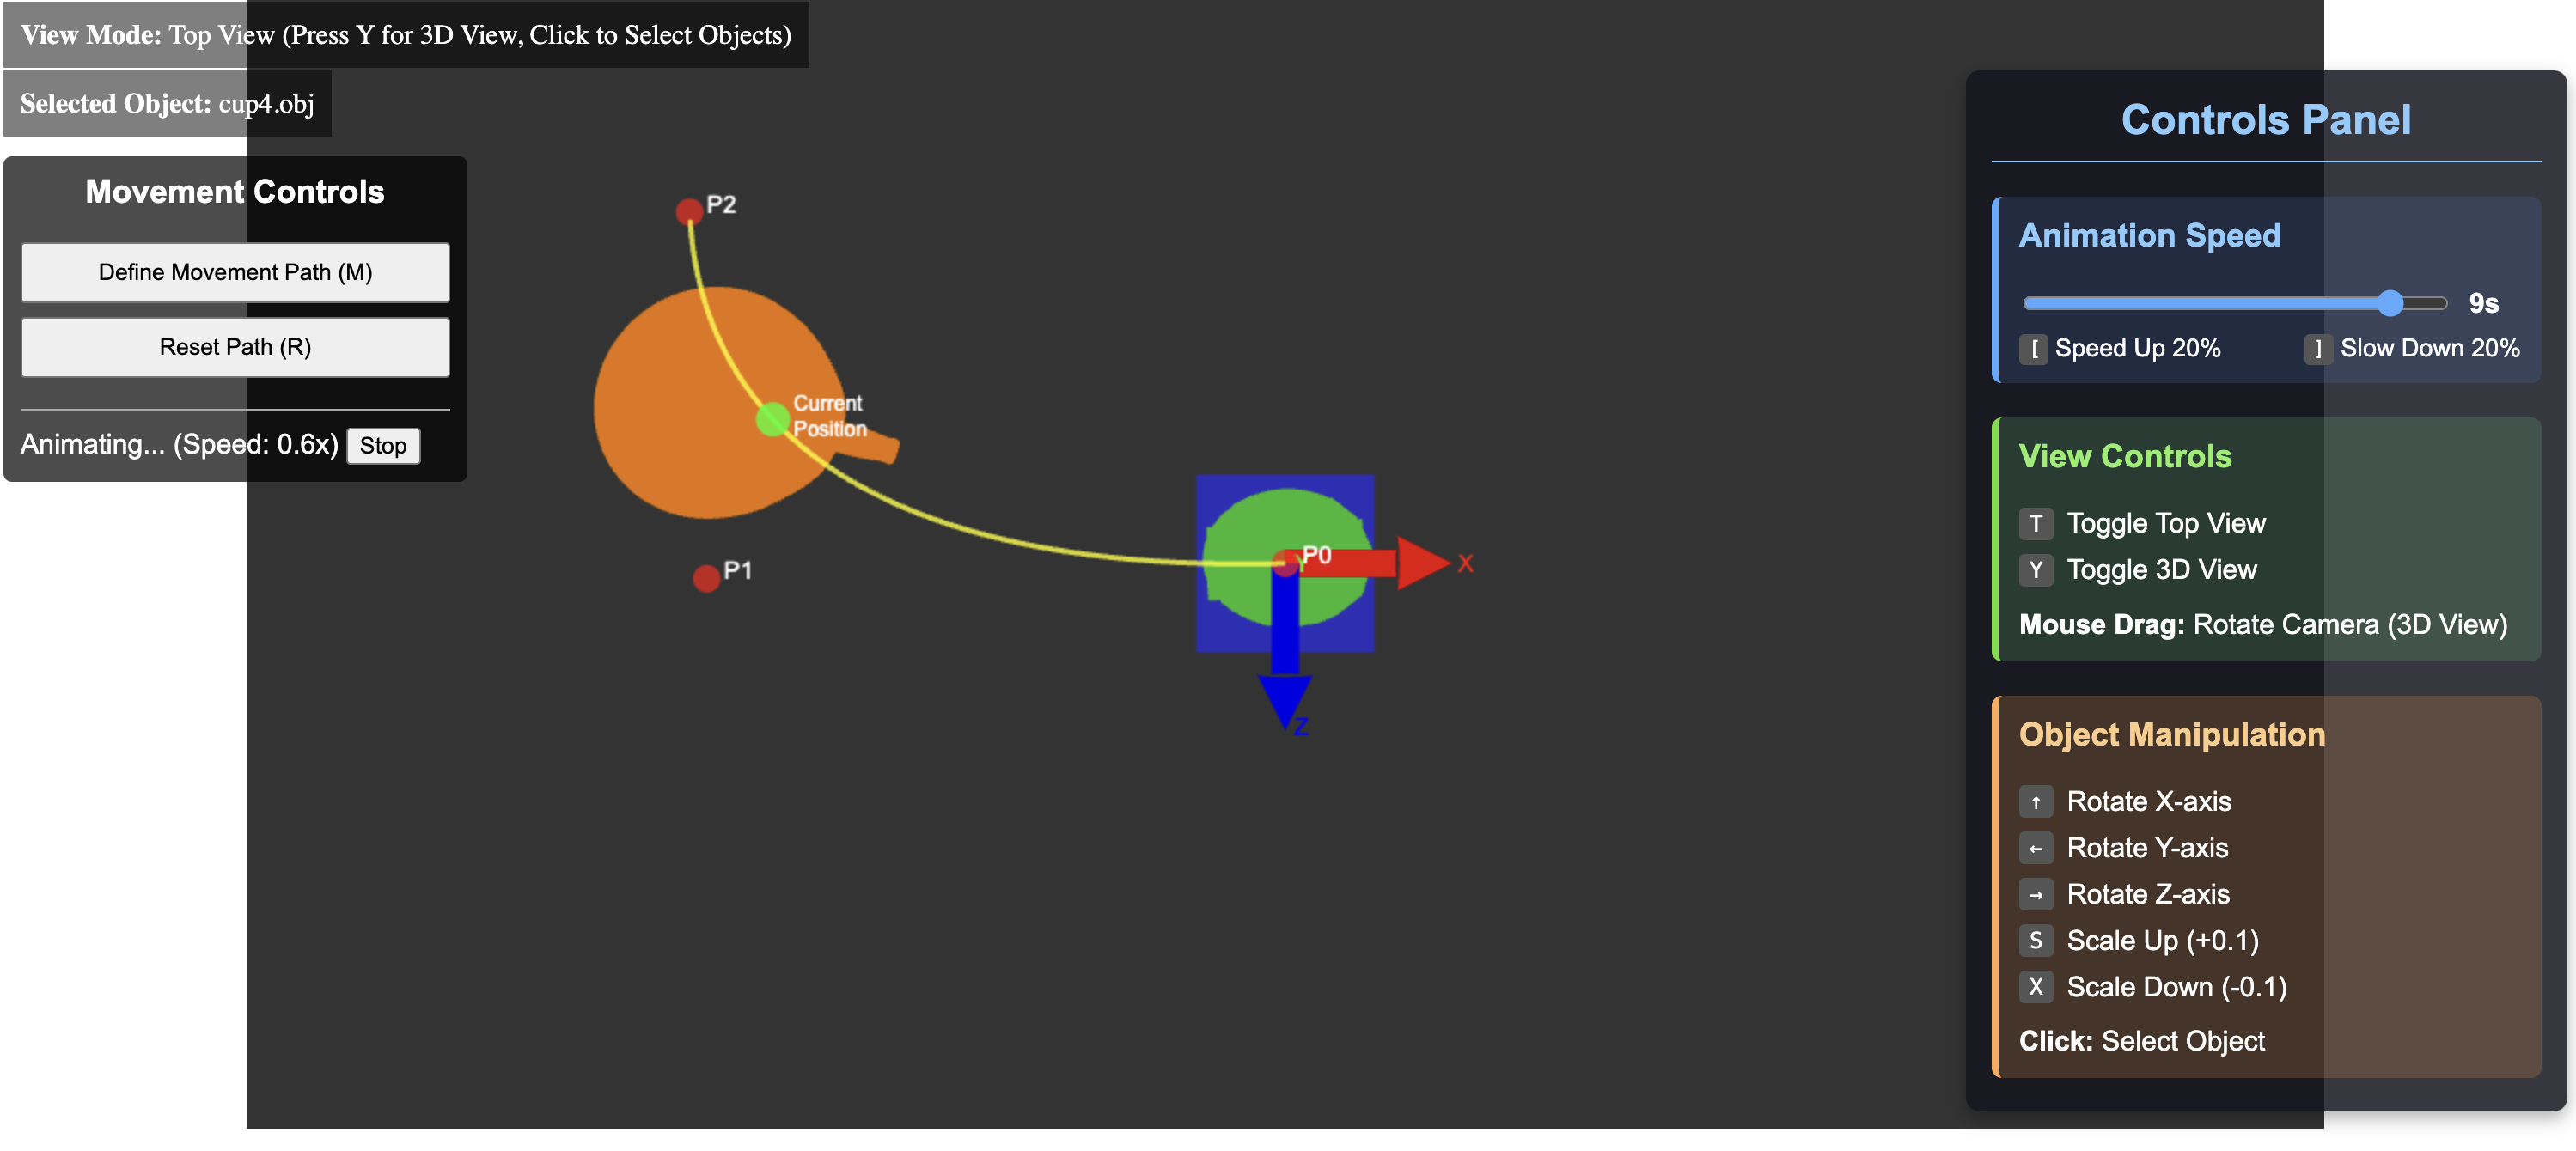 View Mode: Top View (Press Y for 3D View, Click to Select Objects)
Selected Object: cup4.obj
Movement Controls
Define Movement Path (M)
Reset Path (R)
Animating... (Speed: 0.6x) Stop
P2
Current
Position
P1
P0
X
Z
Controls Panel
Animation Speed
9s
[ Speed Up 20% ] Slow Down 20%
View Controls
T Toggle Top View
Y Toggle 3D View
Mouse Drag: Rotate Camera (3D View)
Object Manipulation
↑ Rotate X-axis
← Rotate Y-axis
→ Rotate Z-axis
S Scale Up (+0.1)
X Scale Down (-0.1)
Click: Select Object